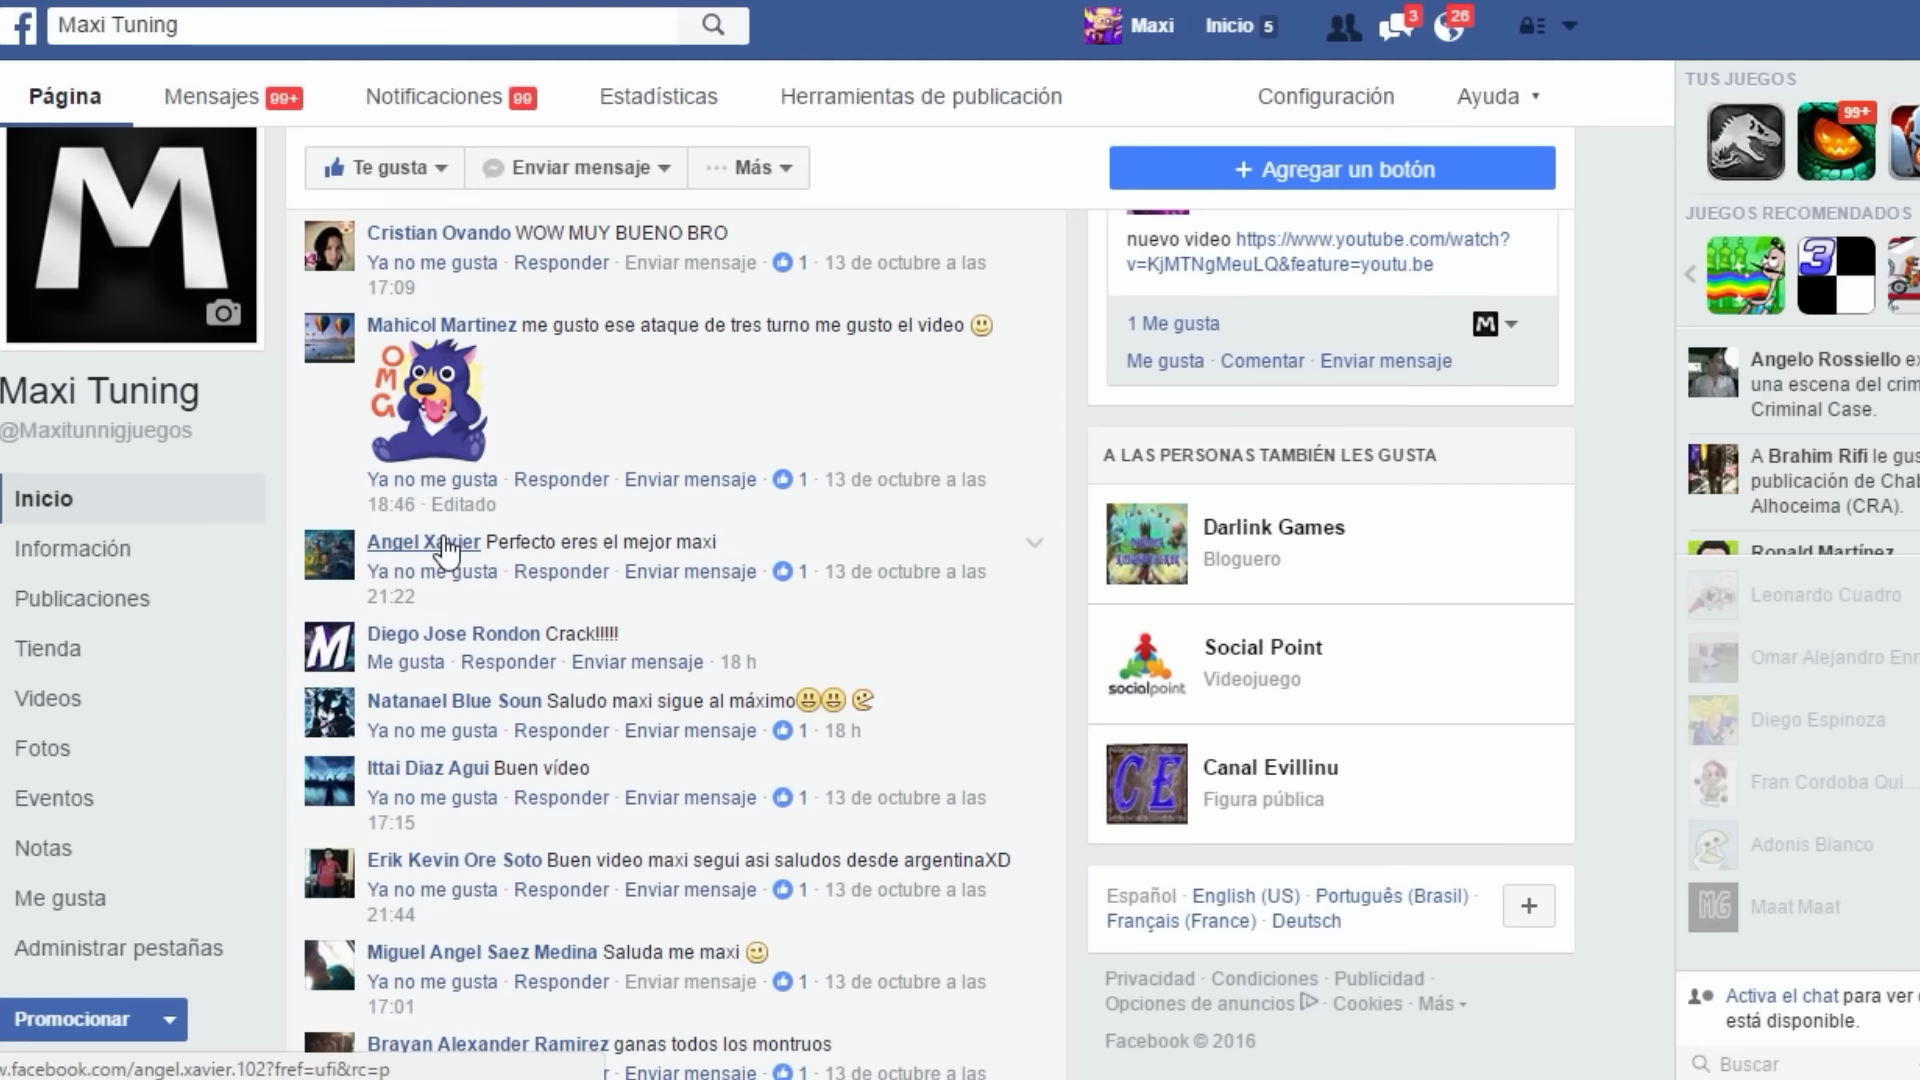 Maxi Tuning
Maxi
Inicio 5
3
26
Página
Mensajes 99+
Notificaciones 99
Estadísticas
Herramientas de publicación
Configuración
Ayuda
M
Maxi Tuning
@Maxitunnigjuegos
Inicio
Información
Publicaciones
Tienda
Videos
Fotos
Eventos
Notas
Me gusta
Administrar pestañas
Promocionar
w.facebook.com/angel.xavier.102?fref=ufi&rc=p
Te gusta
Enviar mensaje
Más
+ Agregar un botón
Cristian Ovando WOW MUY BUENO BRO
Ya no me gusta · Responder · Enviar mensaje · 1 · 13 de octubre a las
17:09
Mahicol Martinez me gusto ese ataque de tres turno me gusto el video
OMG
Ya no me gusta · Responder · Enviar mensaje · 1 · 13 de octubre a las
18:46 · Editado
Angel Xavier Perfecto eres el mejor maxi
Ya no me gusta · Responder · Enviar mensaje · 1 · 13 de octubre a las
21:22
Diego Jose Rondon Crack!!!!!
Me gusta · Responder · Enviar mensaje · 18 h
Natanael Blue Soun Saludo maxi sigue al máximo
Ya no me gusta · Responder · Enviar mensaje · 1 · 18 h
Ittai Diaz Agui Buen vídeo
Ya no me gusta · Responder · Enviar mensaje · 1 · 13 de octubre a las
17:15
Erik Kevin Ore Soto Buen video maxi segui asi saludos desde argentinaXD
Ya no me gusta · Responder · Enviar mensaje · 1 · 13 de octubre a las
21:44
Miguel Angel Saez Medina Saluda me maxi
Ya no me gusta · Responder · Enviar mensaje · 1 · 13 de octubre a las
17:01
Brayan Alexander Ramirez ganas todos los montruos
r · Enviar mensaje · 1 · 13 de octubre a las
nuevo video https://www.youtube.com/watch?
v=KjMTNgMeuLQ&feature=youtu.be
1 Me gusta
M
Me gusta · Comentar · Enviar mensaje
A LAS PERSONAS TAMBIÉN LES GUSTA
Darlink Games
Bloguero
socialpoint
Social Point
Videojuego
CE
Canal Evillinu
Figura pública
Español · English (US) · Português (Brasil) ·
Français (France) · Deutsch
+
Privacidad · Condiciones · Publicidad ·
Opciones de anuncios · Cookies · Más
Facebook © 2016
TUS JUEGOS
99+
JUEGOS RECOMENDADOS
3
Angelo Rossiello ex
una escena del crim
Criminal Case.
A Brahim Rifi le gus
publicación de Chab
Alhoceima (CRA).
Ronald Martínez
Leonardo Cuadro
Omar Alejandro Enr
Diego Espinoza
Fran Cordoba Qui...
Adonis Blanco
MG
Maat Maat
Activa el chat para ver
está disponible.
Buscar